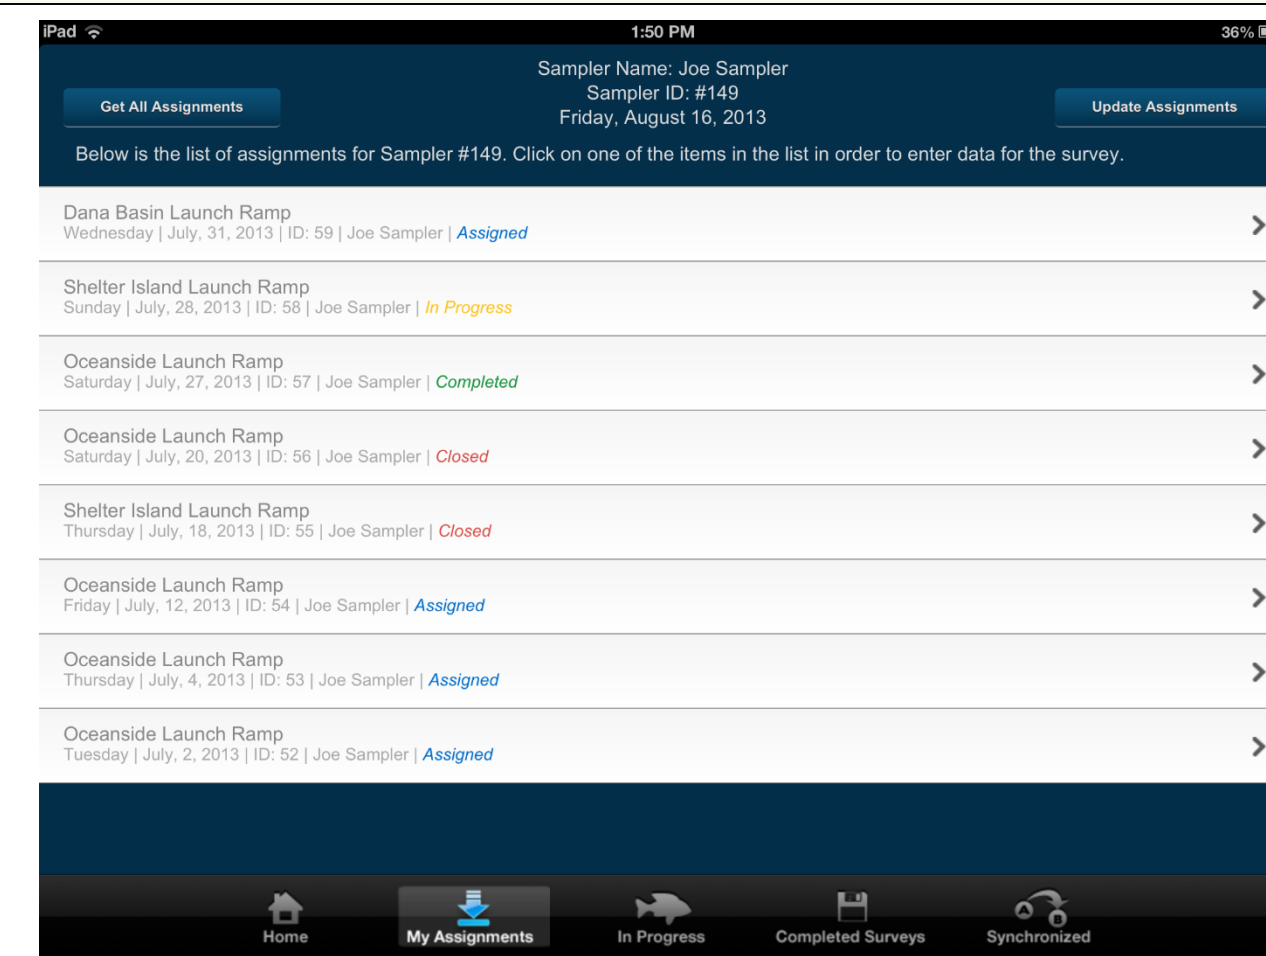 iPad 1:50 PM 36%
Sampler Name: Joe Sampler
Sampler ID: #149
Get All Assignments
Update Assignments
Friday, August 16, 2013
Below is the list of assignments for Sampler #149. Click on one of the items in the list in order to enter data for the survey.
Dana Basin Launch Ramp
Wednesday | July, 31, 2013 | ID: 59 | Joe Sampler | Assigned
Shelter Island Launch Ramp
Sunday | July, 28, 2013 | ID: 58 | Joe Sampler | In Progress
Oceanside Launch Ramp
Saturday | July, 27, 2013 | ID: 57 | Joe Sampler | Completed
Oceanside Launch Ramp
Saturday | July, 20, 2013 | ID: 56 | Joe Sampler | Closed
Shelter Island Launch Ramp
Thursday | July, 18, 2013 | ID: 55 | Joe Sampler | Closed
Oceanside Launch Ramp
Friday | July, 12, 2013 | ID: 54 | Joe Sampler | Assigned
Oceanside Launch Ramp
Thursday | July, 4, 2013 | ID: 53 | Joe Sampler | Assigned
Oceanside Launch Ramp
Tuesday | July, 2, 2013 | ID: 52 | Joe Sampler | Assigned
A B
Home My Assignments In Progress Completed Surveys Synchronized